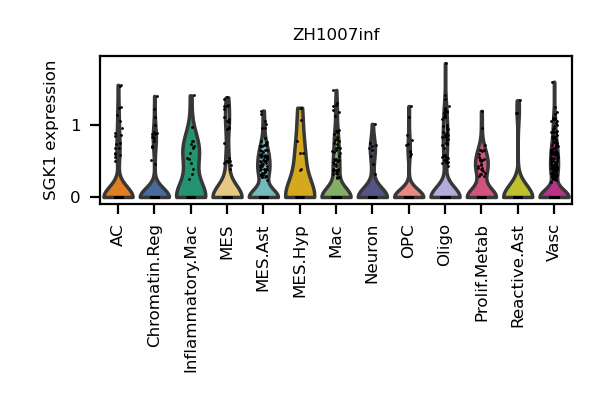 ZH1007inf
SGK1 expression
1
0
AC
Chromatin.Reg
Inflammatory.Mac
MES
MES.Ast
MES.Hyp
Mac
Neuron
OPC
Oligo
Prolif.Metab
Reactive.Ast
Vasc